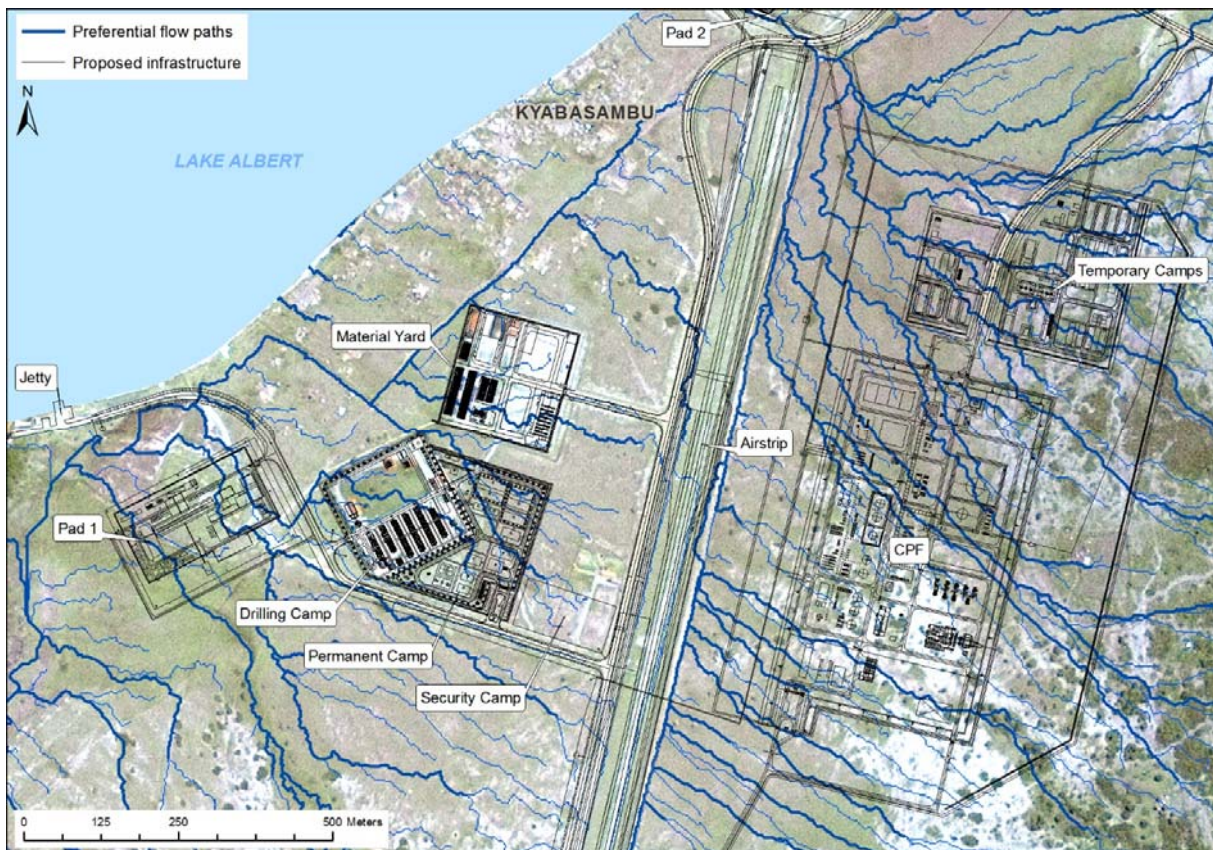 Preferential flow paths
Proposed infrastructure
N
Pad 2
KYABASAMBU
LAKE ALBERT
Temporary Camps
Material Yard
Jetty
Airstrip
Pad 1
CPF
Drilling Camp
Permanent Camp
Security Camp
0 125 250 500 Meters